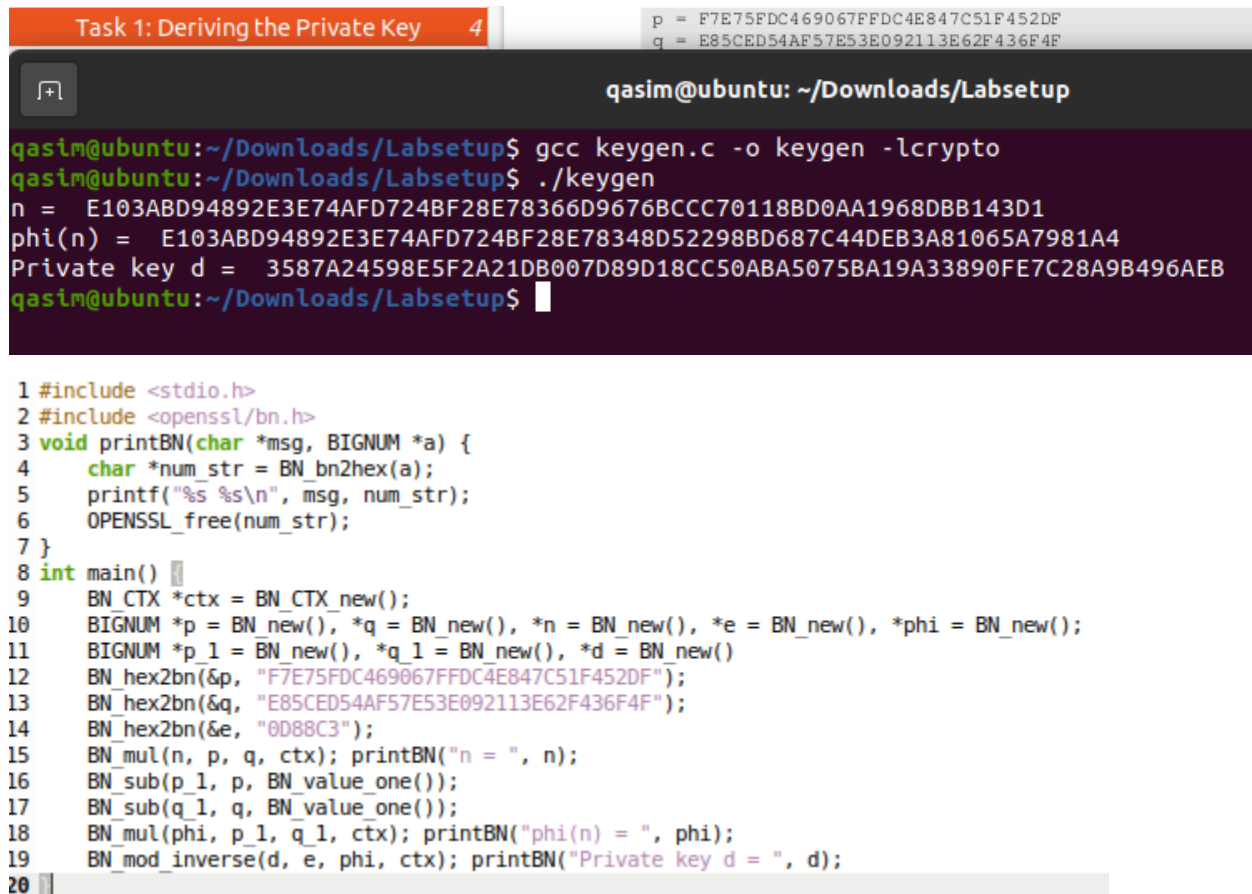 Task 1: Deriving the Private Key 4
p = F7E75FDC469067FFDC4E847C51F452DF
q = E85CED54AF57E53E092113E62F436F4F
qasim@ubuntu: ~/Downloads/Labsetup
qasim@ubuntu:~/Downloads/Labsetup$ gcc keygen.c -o keygen -lcrypto
qasim@ubuntu:~/Downloads/Labsetup$ ./keygen
n =  E103ABD94892E3E74AFD724BF28E78366D9676BCCC70118BD0AA1968DBB143D1
phi(n) =  E103ABD94892E3E74AFD724BF28E78348D52298BD687C44DEB3A81065A7981A4
Private key d =  3587A24598E5F2A21DB007D89D18CC50ABA5075BA19A33890FE7C28A9B496AEB
qasim@ubuntu:~/Downloads/Labsetup$
1 #include <stdio.h>
2 #include <openssl/bn.h>
3 void printBN(char *msg, BIGNUM *a) {
4     char *num_str = BN_bn2hex(a);
5     printf("%s %s\n", msg, num_str);
6     OPENSSL_free(num_str);
7 }
8 int main() {
9     BN_CTX *ctx = BN_CTX_new();
10     BIGNUM *p = BN_new(), *q = BN_new(), *n = BN_new(), *e = BN_new(), *phi = BN_new();
11     BIGNUM *p_1 = BN_new(), *q_1 = BN_new(), *d = BN_new()
12     BN_hex2bn(&p, "F7E75FDC469067FFDC4E847C51F452DF");
13     BN_hex2bn(&q, "E85CED54AF57E53E092113E62F436F4F");
14     BN_hex2bn(&e, "0D88C3");
15     BN_mul(n, p, q, ctx); printBN("n = ", n);
16     BN_sub(p_1, p, BN_value_one());
17     BN_sub(q_1, q, BN_value_one());
18     BN_mul(phi, p_1, q_1, ctx); printBN("phi(n) = ", phi);
19     BN_mod_inverse(d, e, phi, ctx); printBN("Private key d = ", d);
20 }